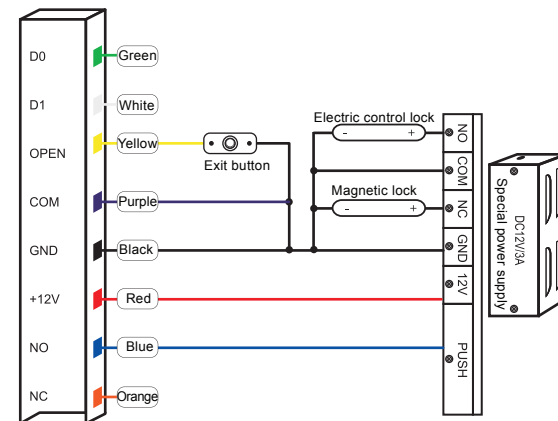 D0
Green
D1
White
OPEN
Yellow
Exit button
COM
Purple
GND
Black
+12V
Red
NO
Blue
NC
Orange
Electric control lock
- +
Magnetic lock
- +
NO
COM
NC
GND
12V
PUSH
DC12V/3A
Special power supply